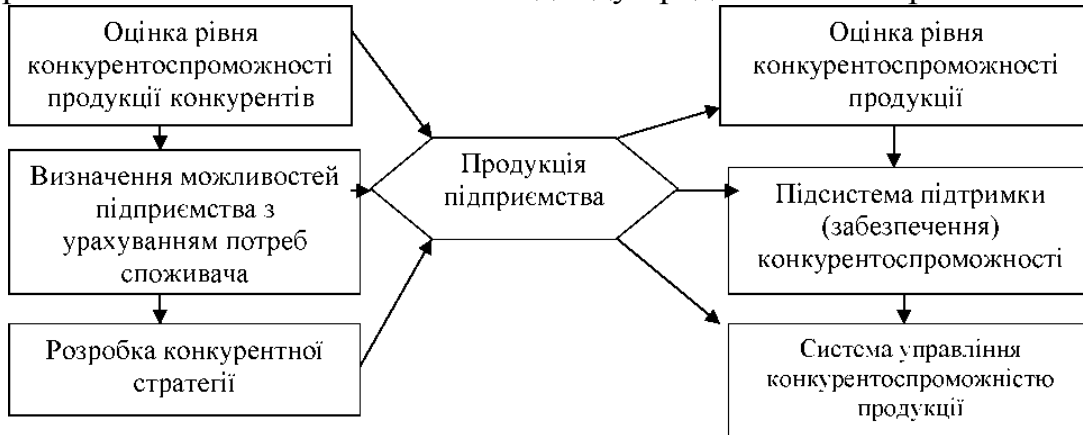 Оцінка рівня
конкурентоспроможності
продукції конкурентів
Визначення можливостей
підприємства з
урахуванням потреб
споживача
Розробка конкурентної
стратегії
Продукція
підприємства
Оцінка рівня
конкурентоспроможності
продукції
Підсистема підтримки
(забезпечення)
конкурентоспроможності
Система управління
конкурентоспроможністю
продукції